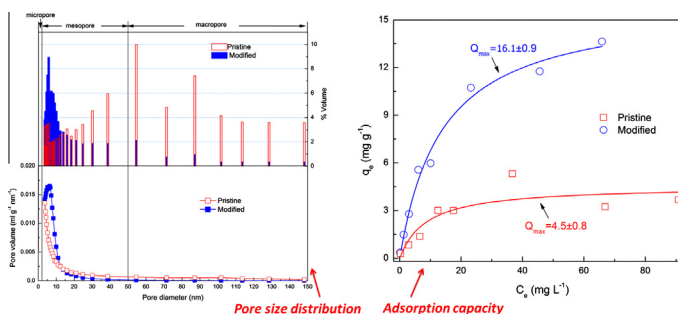 micropore
mesopore
macropore
Pristine
Modified
10
8
6
4
2
0
% Volume
0.020
0.015
0.010
0.005
0.000
Pore volume (ml g-1 nm-1)
Pristine
Modified
0 10 20 30 40 50 60 70 80 90 100 110 120 130 140 150
Pore diameter (nm)
Pore size distribution
15
12
9
6
3
0
qe (mg g-1)
Qmax=16.1±0.9
Pristine
Modified
Qmax=4.5±0.8
0 20 40 60 80
Ce (mg L-1)
Adsorption capacity